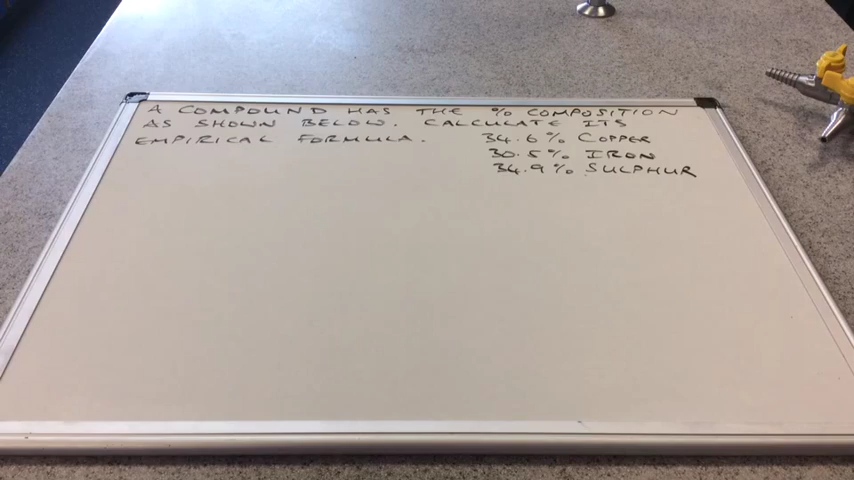 A COMPOUND HAS THE % COMPOSITION
AS SHOWN BELOW. CALCULATE ITS
EMPIRICAL FORMULA. 34.6% COPPER
30.5% IRON
34.9% SULPHUR